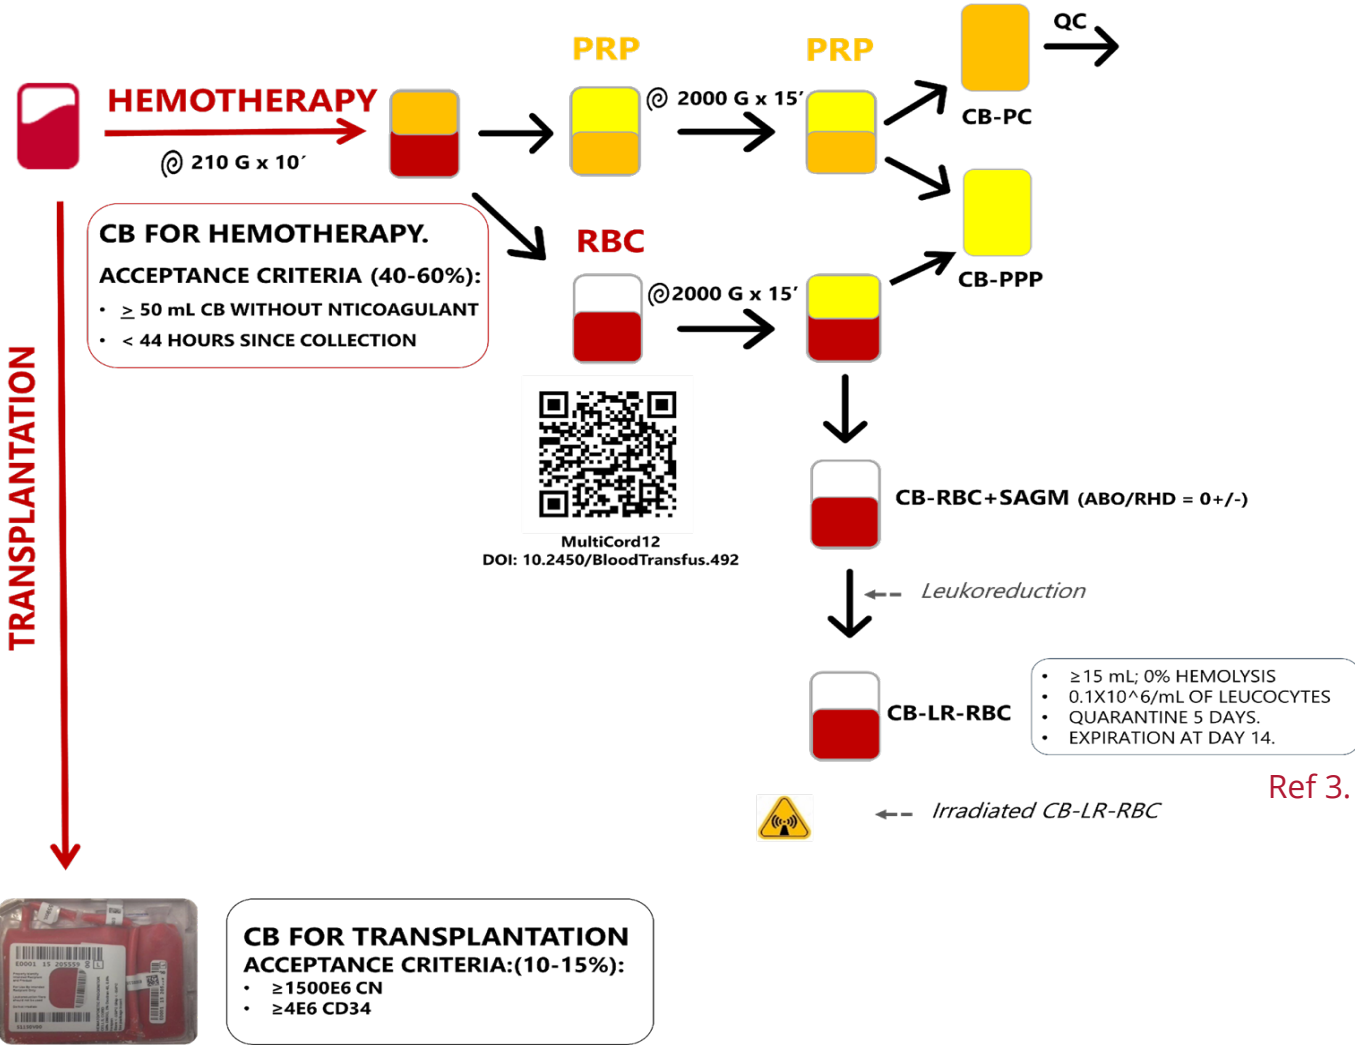 QC
PRP
PRP
HEMOTHERAPY
2000 G x 15’
CB-PC
210 G x 10´
CB FOR HEMOTHERAPY.
ACCEPTANCE CRITERIA (40-60%):
• ≥ 50 mL CB WITHOUT NTICOAGULANT
• < 44 HOURS SINCE COLLECTION
RBC
2000 G x 15’
CB-PPP
TRANSPLANTATION
MultiCord12
DOI: 10.2450/BloodTransfus.492
CB-RBC+SAGM (ABO/RHD = 0+/-)
Leukoreduction
CB-LR-RBC
• ≥15 mL; 0% HEMOLYSIS
• 0.1X10^6/mL OF LEUCOCYTES
• QUARANTINE 5 DAYS.
• EXPIRATION AT DAY 14.
Ref 3.
Irradiated CB-LR-RBC
E0001 15 205559
CB FOR TRANSPLANTATION
ACCEPTANCE CRITERIA:(10-15%):
• ≥1500E6 CN
• ≥4E6 CD34